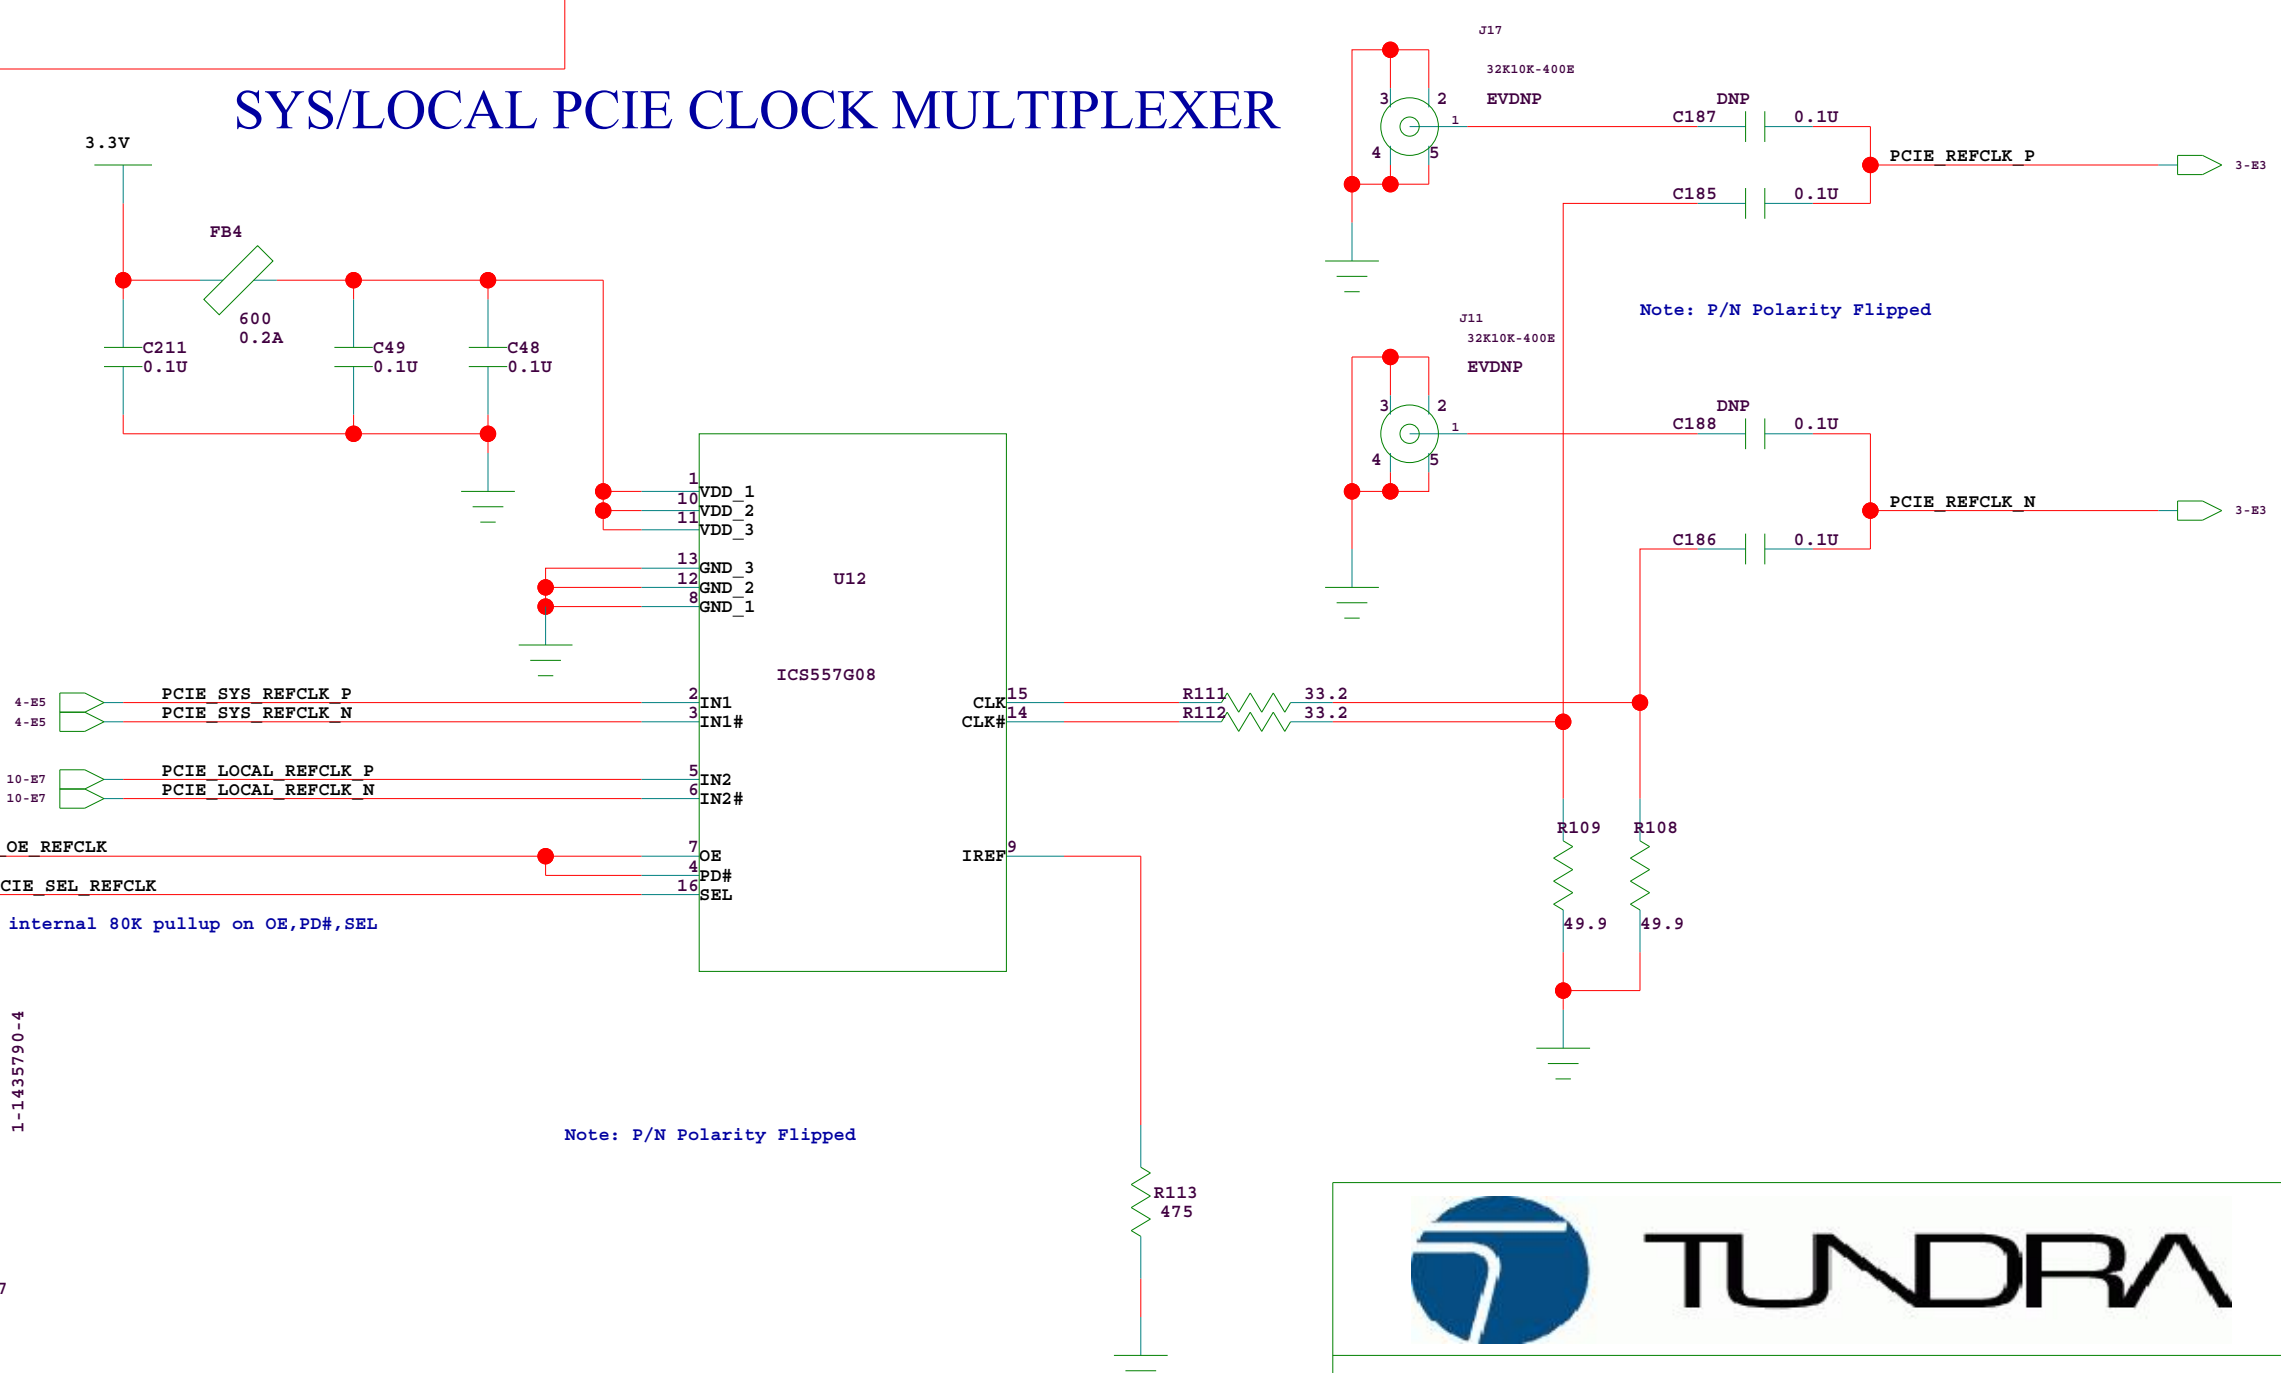 J17
32K10K-400E
EVDNP
SYS/LOCAL PCIE CLOCK MULTIPLEXER
3 2
1
4 5
DNP
C187 0.1U
PCIE_REFCLK_P
3-E3
C185 0.1U
3.3V
FB4
600
0.2A
C211
0.1U
C49
0.1U
C48
0.1U
Note: P/N Polarity Flipped
J11
32K10K-400E
EVDNP
3 2
1
4 5
DNP
C188 0.1U
PCIE_REFCLK_N
3-E3
C186 0.1U
1 VDD_1
10 VDD_2
11 VDD_3
13 GND_3
12 GND_2
8 GND_1
U12
ICS557G08
4-E5 PCIE_SYS_REFCLK_P 2 IN1
4-E5 PCIE_SYS_REFCLK_N 3 IN1#
CLK 15 R111 33.2
CLK# 14 R112 33.2
10-E7 PCIE_LOCAL_REFCLK_P 5 IN2
10-E7 PCIE_LOCAL_REFCLK_N 6 IN2#
_OE_REFCLK 7 OE
4 PD#
CIE_SEL_REFCLK 16 SEL
IREF 9
R109 R108
49.9 49.9
internal 80K pullup on OE,PD#,SEL
1-1435790-4
Note: P/N Polarity Flipped
R113
475
7
TUNDRA